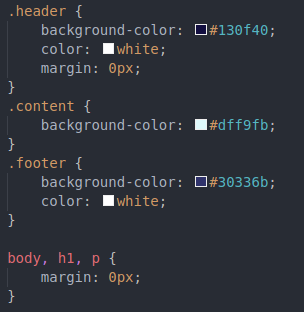 .header {
    background-color: #130f40;
    color: white;
    margin: 0px;
}
.content {
    background-color: #dff9fb;
}
.footer {
    background-color: #30336b;
    color: white;
}

body, h1, p {
    margin: 0px;
}